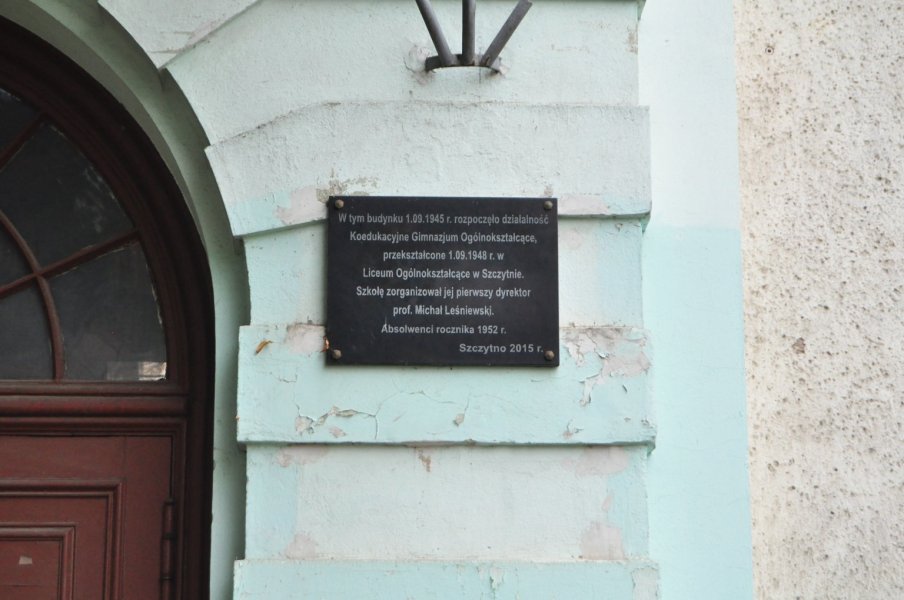 W tym budynku 1.09.1945 r. rozpoczęło działalność
Koedukacyjne Gimnazjum Ogólnokształcące,
przekształcone 1.09.1948 r. w
Liceum Ogólnokształcące w Szczytnie.
Szkołę zorganizował jej pierwszy dyrektor
prof. Michał Leśniewskj.
Absolwenci rocznika 1952 r.
Szczytno 2015 r.